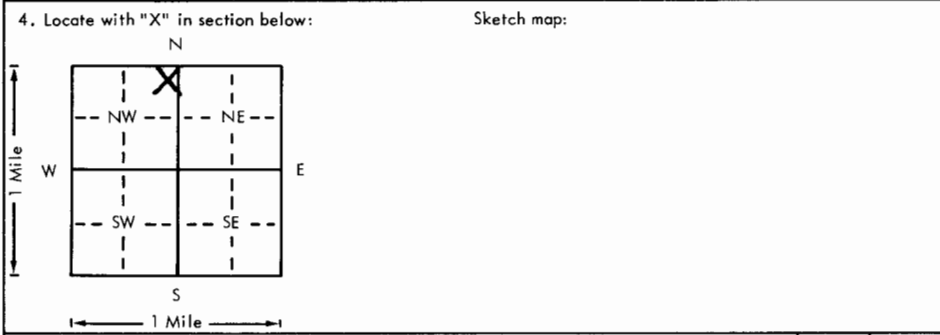 4. Locate with "X" in section below: Sketch map:
N
X
-- NW -- -- NE --
1 Mile W E
-- SW -- -- SE --
S
1 Mile